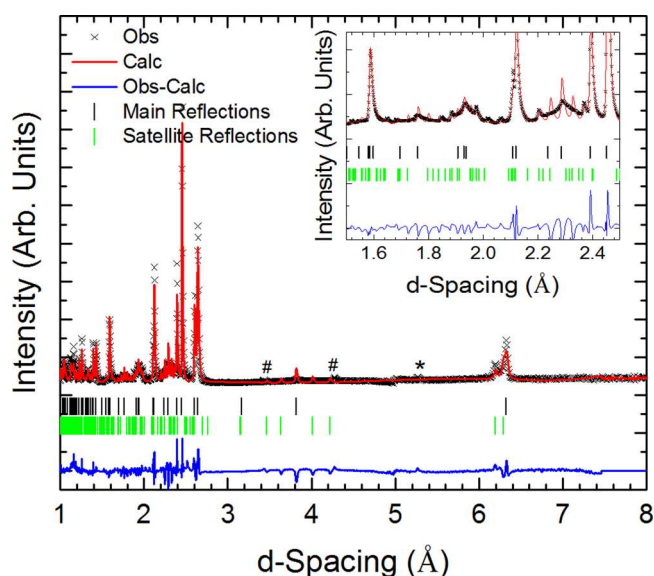 Obs
Calc
Obs-Calc
Main Reflections
Satellite Reflections
Intensity (Arb. Units)
# # *
1 2 3 4 5 6 7 8
d-Spacing (Å)
Intensity (Arb. Units)
1.6 1.8 2.0 2.2 2.4
d-Spacing (Å)